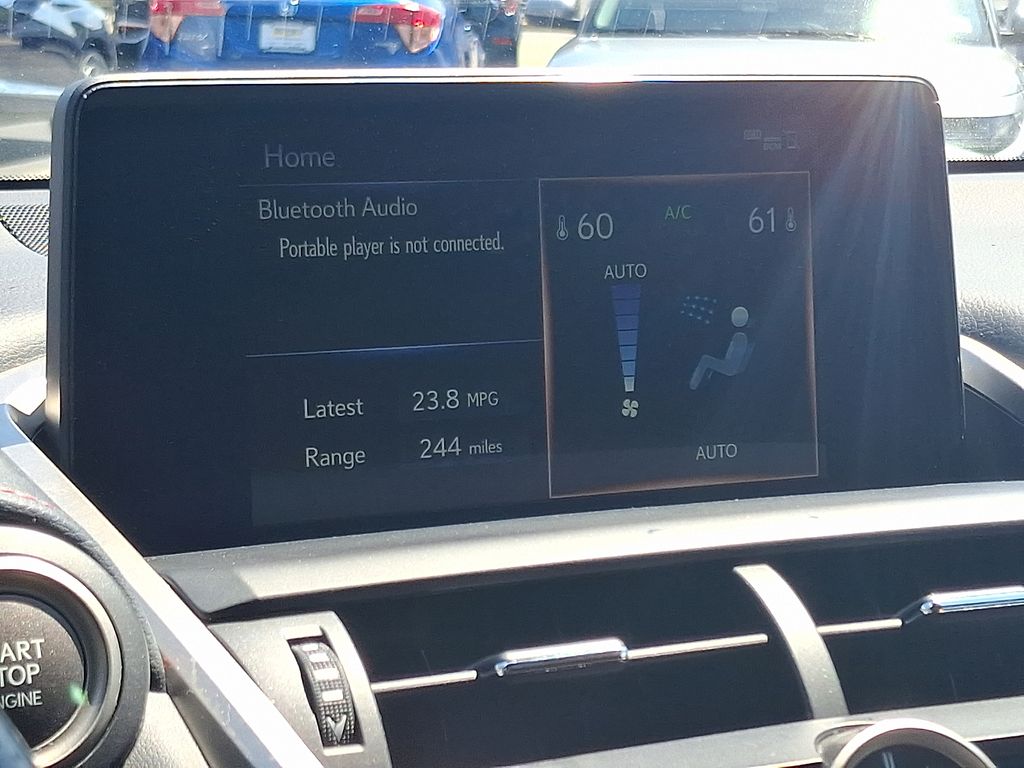 Home
Bluetooth Audio
Portable player is not connected.
Latest 23.8 MPG
Range 244 miles
60 A/C 61
AUTO
AUTO
ART
TOP
NGINE